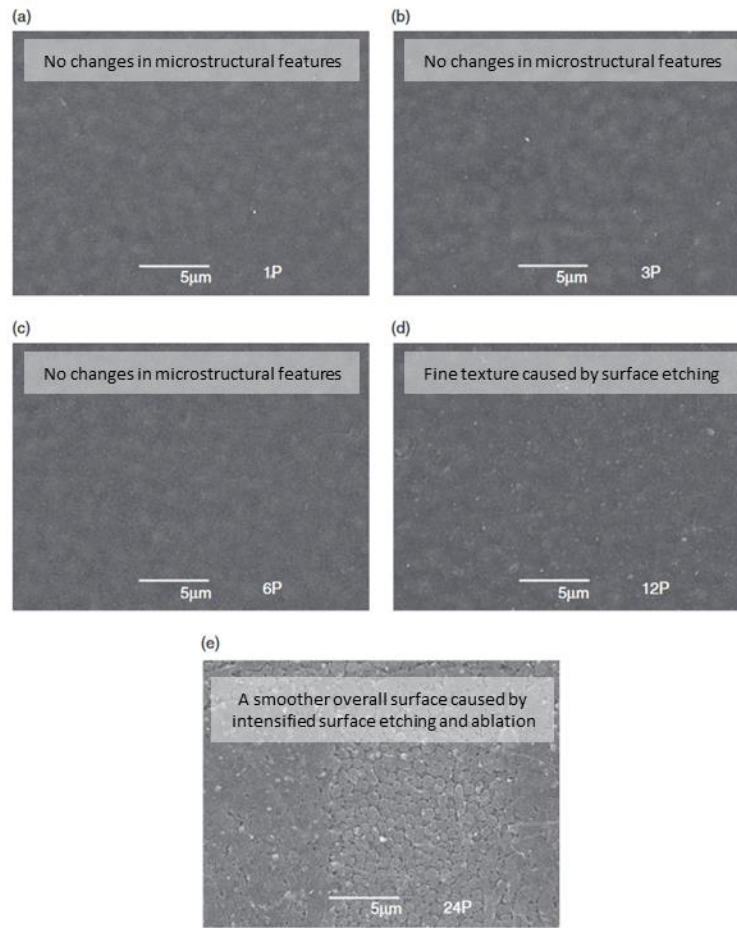 (a)
No changes in microstructural features
5μm 1P
(b)
No changes in microstructural features
5μm 3P
(c)
No changes in microstructural features
5μm 6P
(d)
Fine texture caused by surface etching
5μm 12P
(e)
A smoother overall surface caused by
intensified surface etching and ablation
5μm 24P